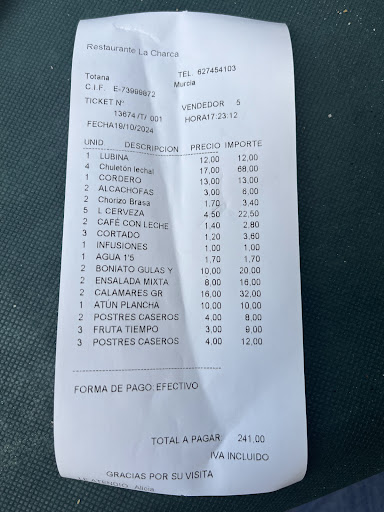 Restaurante La Charca
Totana TEL. 627454103
C.I.F. E-73999872 Murcia
TICKET Nº VENDEDOR 5
13674 /T/ 001 HORA17:23:12
FECHA19/10/2024
UNID DESCRIPCION PRECIO IMPORTE
1 LUBINA 12,00 12,00
4 Chuletón lechal 17,00 68,00
1 CORDERO 13,00 13,00
2 ALCACHOFAS 3,00 6,00
2 Chorizo Brasa 1,70 3,40
5 L CERVEZA 4,50 22,50
2 CAFÉ CON LECHE 1,40 2,80
3 CORTADO 1,20 3,60
1 INFUSIONES 1,00 1,00
1 AGUA 1'5 1,70 1,70
2 BONIATO GULAS Y 10,00 20,00
2 ENSALADA MIXTA 8,00 16,00
2 CALAMARES GR 16,00 32,00
1 ATÚN PLANCHA 10,00 10,00
2 POSTRES CASEROS 4,00 8,00
3 FRUTA TIEMPO 3,00 9,00
3 POSTRES CASEROS 4,00 12,00
FORMA DE PAGO: EFECTIVO
TOTAL A PAGAR: 241,00
IVA INCLUIDO
GRACIAS POR SU VISITA
LE ATENDIO: Alicia